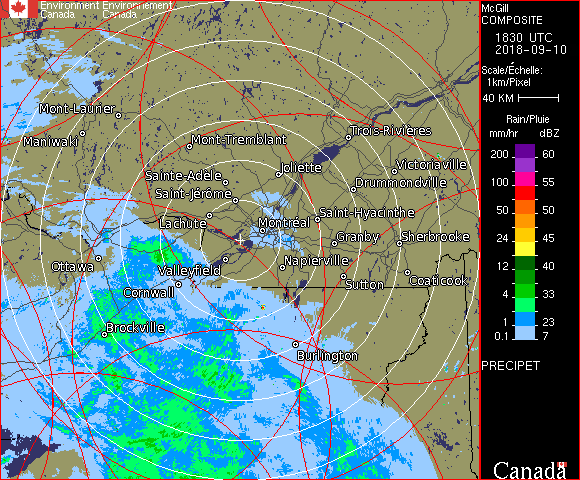 Environment Environnement
Canada Canada
McGill
COMPOSITE
1830 UTC
2018-09-10
Scale/Échelle:
1km/Pixel
40 KM
Rain/Pluie
mm/hr dBZ
200 60
100 55
50 50
24 45
12 40
4 33
1 23
0.1 7
PRECIPET
Canada
Mont-Laurier
Maniwaki
Mont-Tremblant
Trois-Rivières
Joliette
Victoriaville
Sainte-Adèle
Drummondville
Saint-Jérôme
Saint-Hyacinthe
Lachute
Montréal
Granby
Sherbrooke
Ottawa
Valleyfield
Napierville
Sutton
Coaticook
Cornwall
Brockville
Burlington